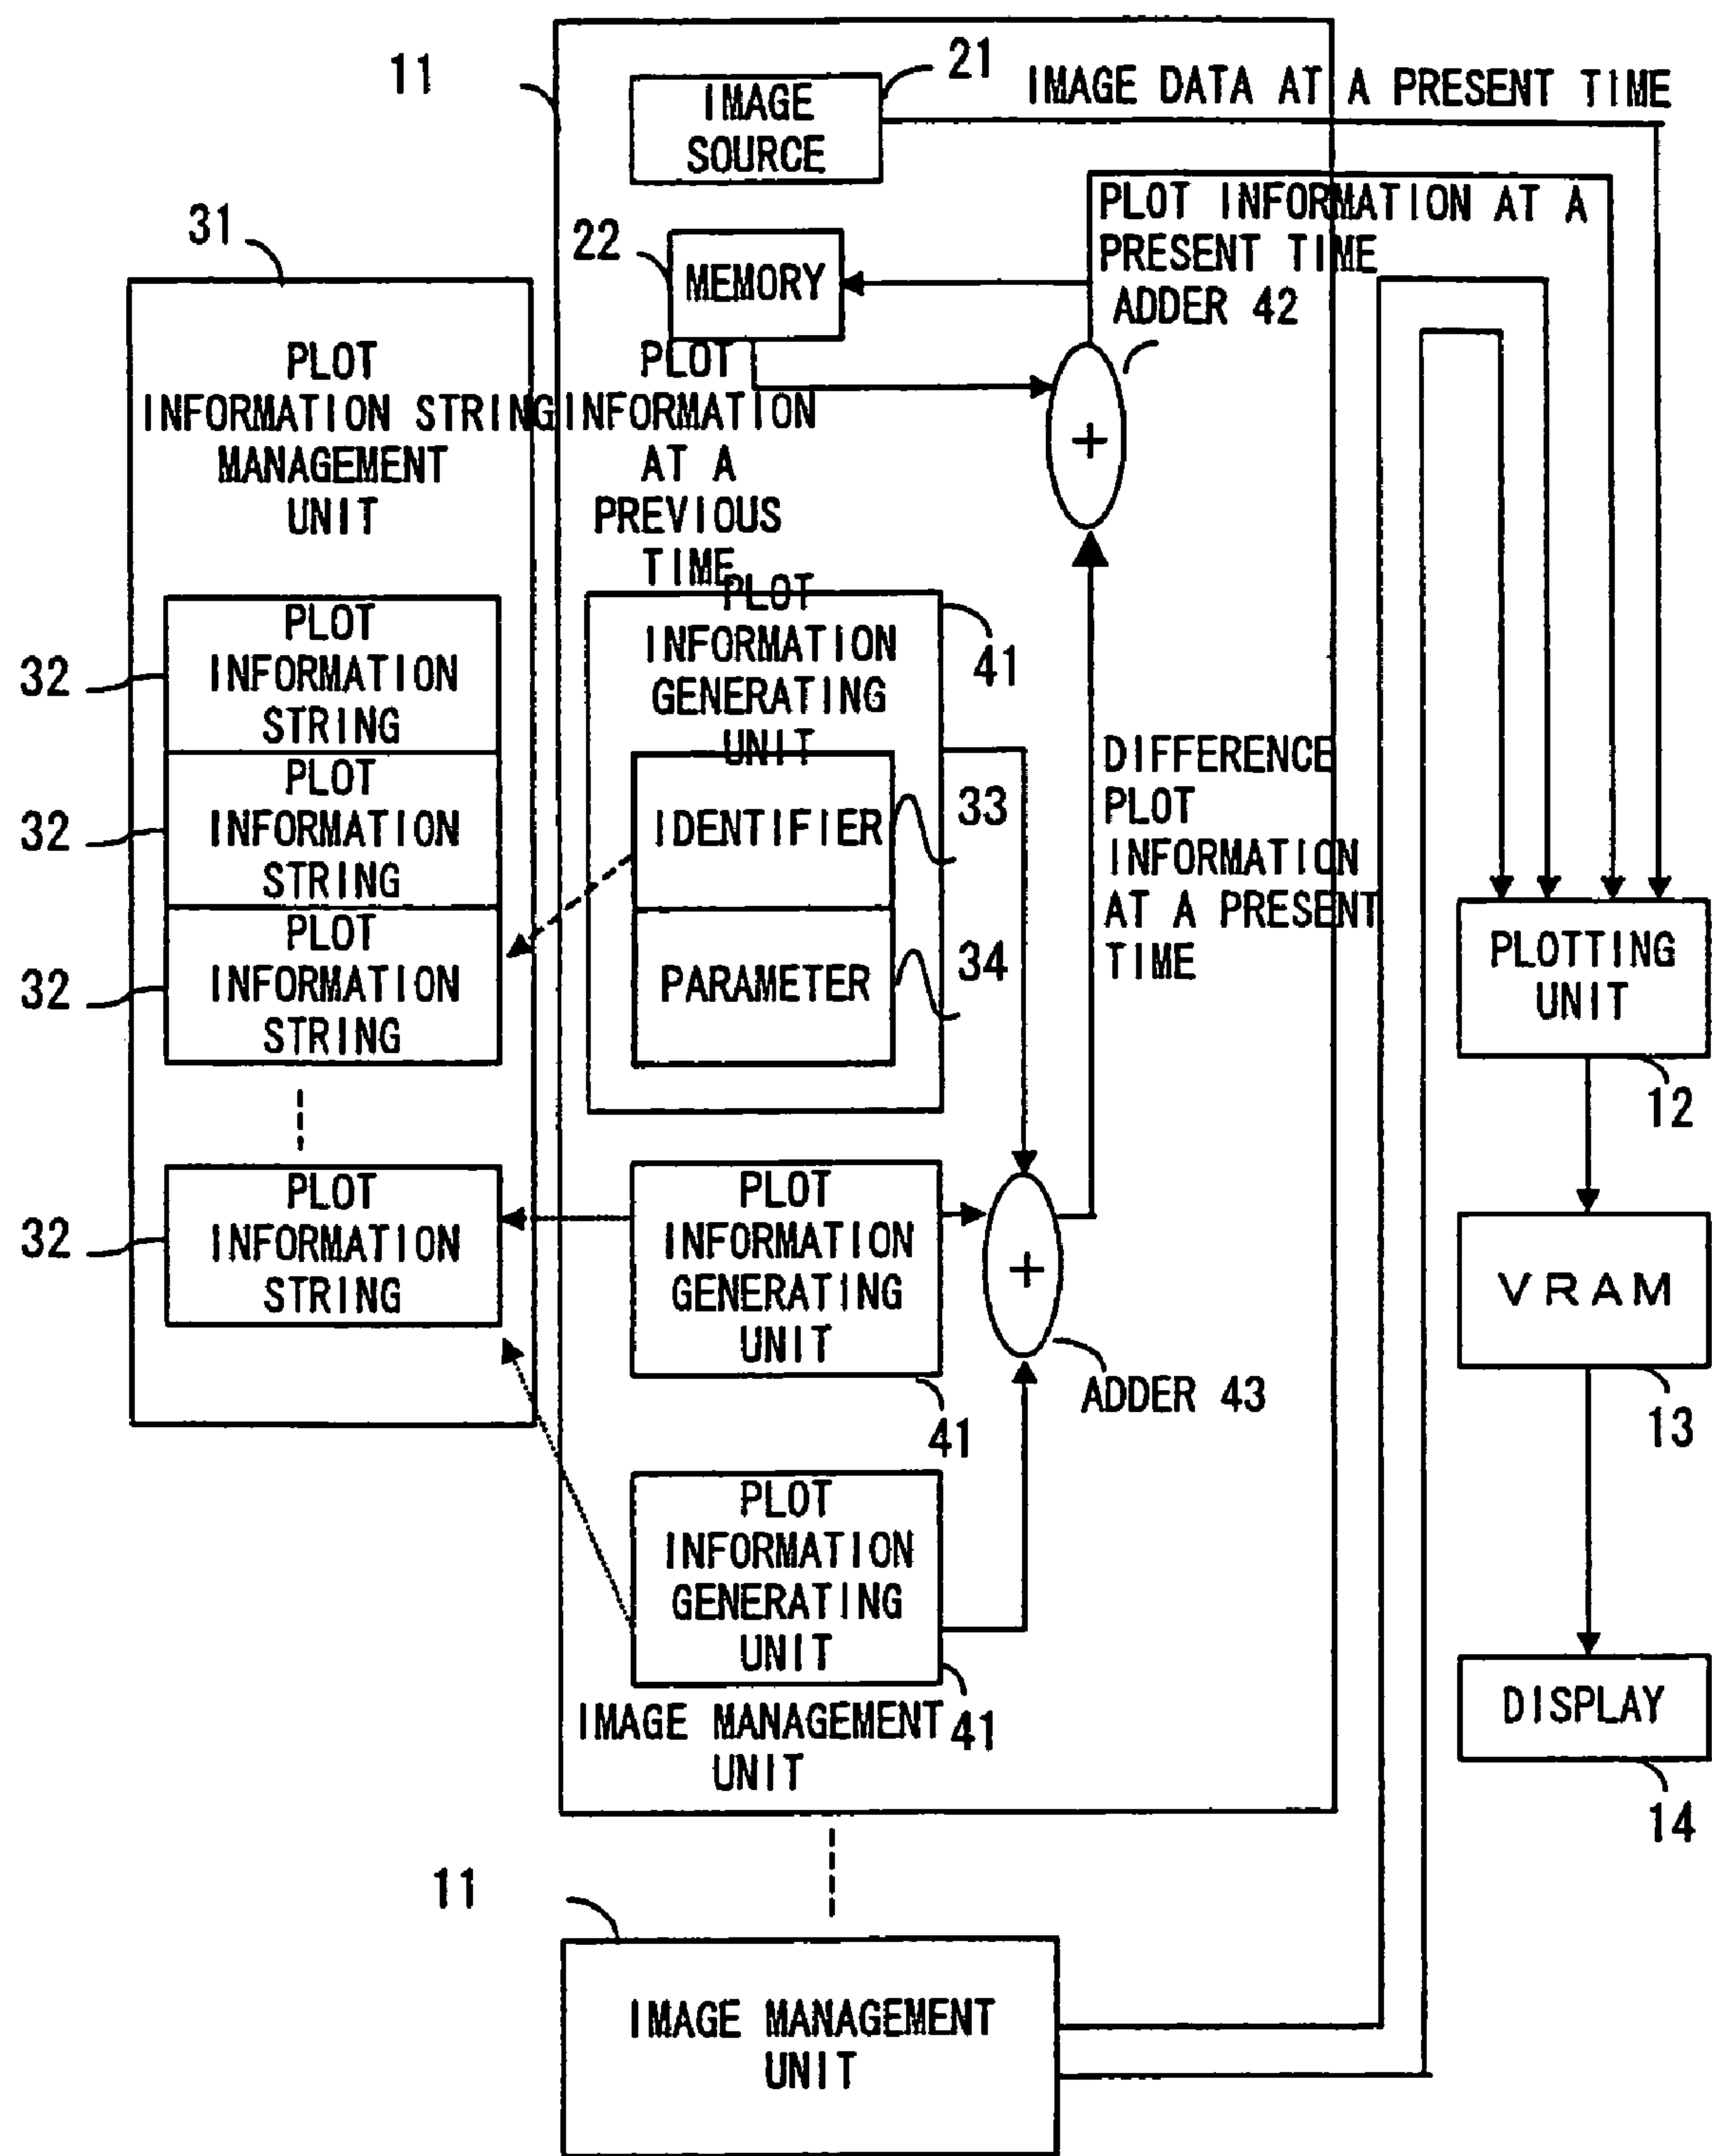 11
21
IMAGE DATA AT A PRESENT TIME
IMAGE
SOURCE
PLOT INFORMATION AT A
PRESENT TIME
ADDER 42
22
MEMORY
31
PLOT
INFORMATION STRING
MANAGEMENT
UNIT
PLOT
INFORMATION
AT A
PREVIOUS
TIME
+
32
PLOT
INFORMATION
STRING
32
PLOT
INFORMATION
STRING
32
PLOT
INFORMATION
STRING
32
PLOT
INFORMATION
STRING
PLOT
INFORMATION
GENERATING
UNIT
41
IDENTIFIER
33
PARAMETER
34
DIFFERENCE
PLOT
INFORMATION
AT A PRESENT
TIME
PLOT
INFORMATION
GENERATING
UNIT
41
+
ADDER 43
PLOT
INFORMATION
GENERATING
UNIT
41
IMAGE MANAGEMENT
UNIT
PLOTTING
UNIT
12
VRAM
13
DISPLAY
14
11
IMAGE MANAGEMENT
UNIT